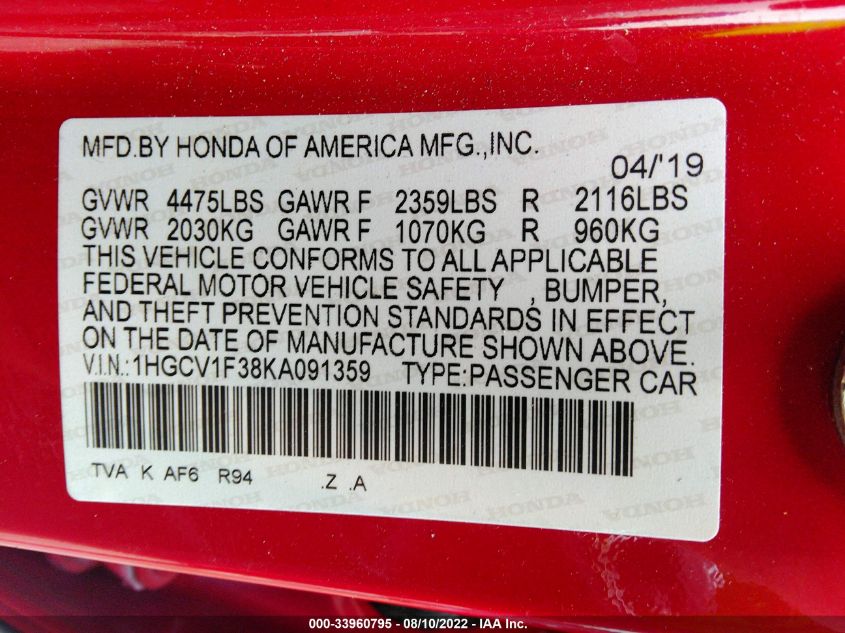 MFD.BY HONDA OF AMERICA MFG.,INC.
04/'19
GVWR 4475LBS GAWR F 2359LBS R 2116LBS
GVWR 2030KG GAWR F 1070KG R 960KG
THIS VEHICLE CONFORMS TO ALL APPLICABLE
FEDERAL MOTOR VEHICLE SAFETY , BUMPER,
AND THEFT PREVENTION STANDARDS IN EFFECT
ON THE DATE OF MANUFACTURE SHOWN ABOVE.
V.I.N.:1HGCV1F38KA091359 TYPE:PASSENGER CAR
TVA K AF6 R94 .Z .A
000-33960795 - 08/10/2022 - IAA Inc.